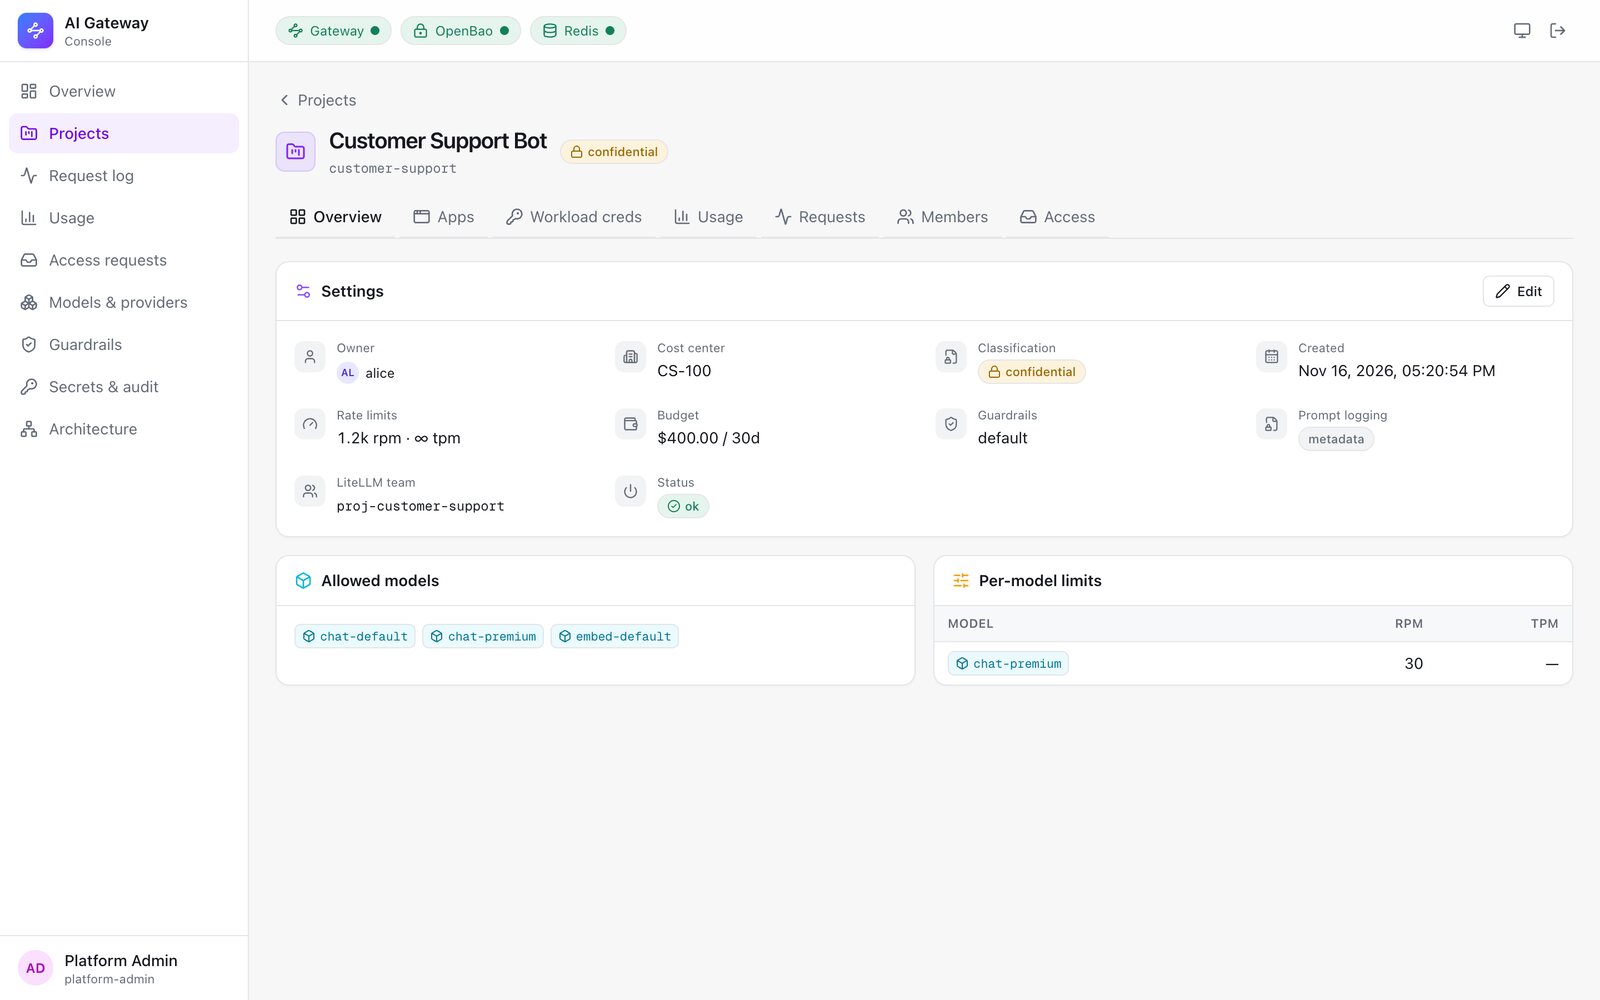 AI Gateway
Console
Gateway
OpenBao
Redis
Overview
Projects
Request log
Usage
Access requests
Models & providers
Guardrails
Secrets & audit
Architecture
Projects
Customer Support Bot
confidential
customer-support
Overview
Apps
Workload creds
Usage
Requests
Members
Access
Settings
Edit
Owner
AL alice
Cost center
CS-100
Classification
confidential
Created
Nov 16, 2026, 05:20:54 PM
Rate limits
1.2k rpm · ∞ tpm
Budget
$400.00 / 30d
Guardrails
default
Prompt logging
metadata
LiteLLM team
proj-customer-support
Status
ok
Allowed models
chat-default
chat-premium
embed-default
Per-model limits
MODEL RPM TPM
chat-premium 30 —
AD
Platform Admin
platform-admin